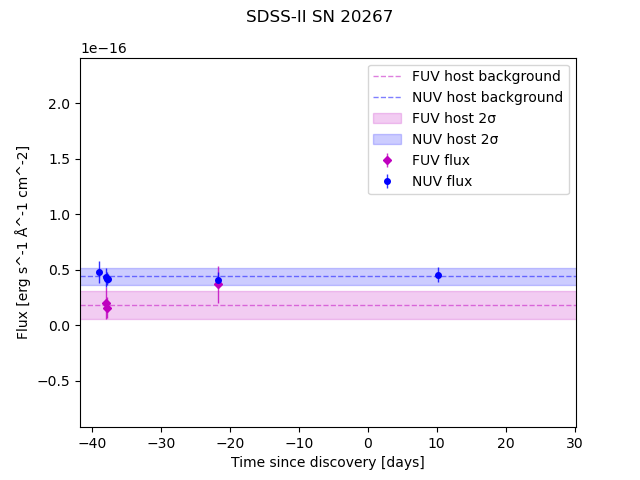 SDSS-II SN 20267
1e−16
FUV host background
NUV host background
FUV host 2σ
NUV host 2σ
FUV flux
NUV flux
2.0
1.5
1.0
0.5
0.0
−0.5
Flux [erg s^-1 Å^-1 cm^-2]
−40 −30 −20 −10 0 10 20 30
Time since discovery [days]